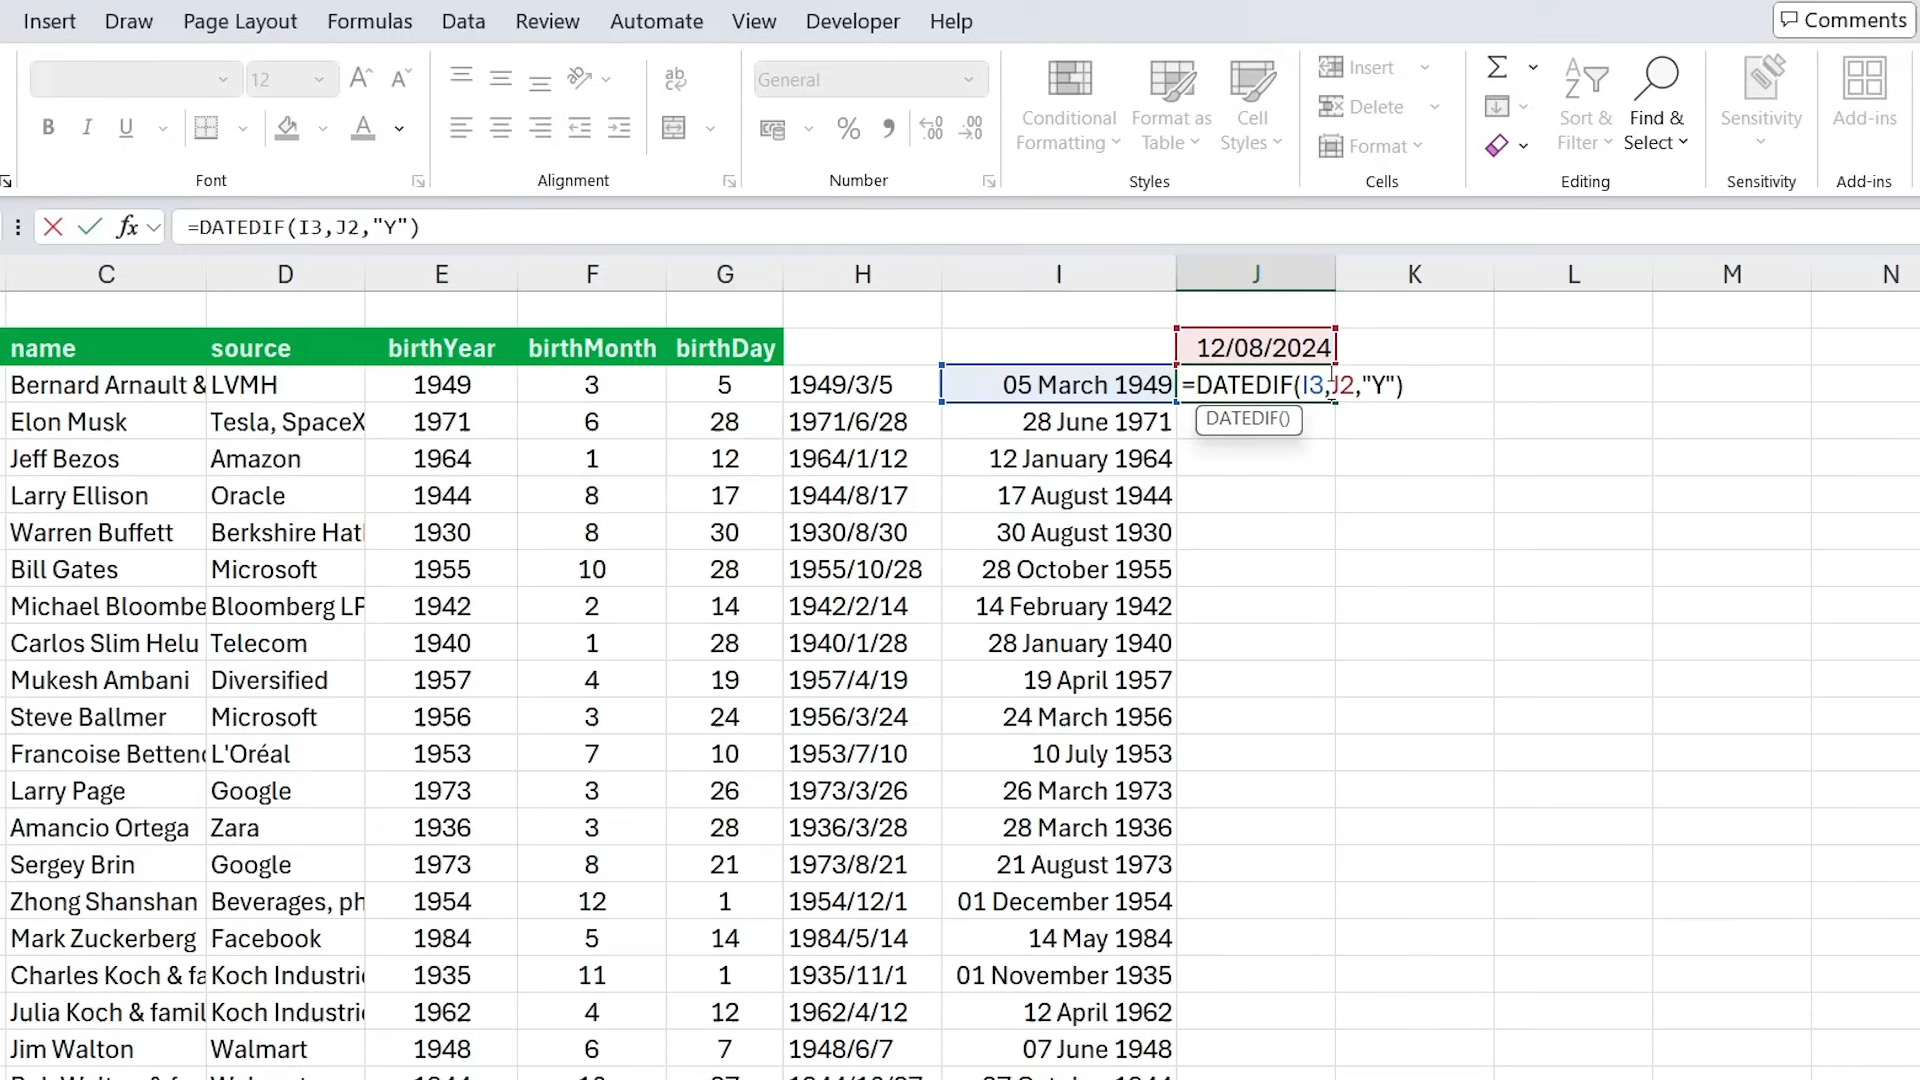 Insert Draw Page Layout Formulas Data Review Automate View Developer Help Comments
12 General Insert
B I U Conditional Formatting Format as Table Cell Styles Delete Sort & Filter Find & Select Sensitivity Add-ins
Format
Font Alignment Number Styles Cells Editing Sensitivity Add-ins
fx =DATEDIF(I3,J2,"Y")
C D E F G H I J K L M N
name source birthYear birthMonth birthDay 12/08/2024
Bernard Arnault & LVMH 1949 3 5 1949/3/5 05 March 1949 =DATEDIF(I3,J2,"Y")
DATEDIF()
Elon Musk Tesla, SpaceX 1971 6 28 1971/6/28 28 June 1971
Jeff Bezos Amazon 1964 1 12 1964/1/12 12 January 1964
Larry Ellison Oracle 1944 8 17 1944/8/17 17 August 1944
Warren Buffett Berkshire Hat 1930 8 30 1930/8/30 30 August 1930
Bill Gates Microsoft 1955 10 28 1955/10/28 28 October 1955
Michael Bloombe Bloomberg LP 1942 2 14 1942/2/14 14 February 1942
Carlos Slim Helu Telecom 1940 1 28 1940/1/28 28 January 1940
Mukesh Ambani Diversified 1957 4 19 1957/4/19 19 April 1957
Steve Ballmer Microsoft 1956 3 24 1956/3/24 24 March 1956
Francoise Betten L'Oréal 1953 7 10 1953/7/10 10 July 1953
Larry Page Google 1973 3 26 1973/3/26 26 March 1973
Amancio Ortega Zara 1936 3 28 1936/3/28 28 March 1936
Sergey Brin Google 1973 8 21 1973/8/21 21 August 1973
Zhong Shanshan Beverages, ph 1954 12 1 1954/12/1 01 December 1954
Mark Zuckerberg Facebook 1984 5 14 1984/5/14 14 May 1984
Charles Koch & fa Koch Industri 1935 11 1 1935/11/1 01 November 1935
Julia Koch & famil Koch Industri 1962 4 12 1962/4/12 12 April 1962
Jim Walton Walmart 1948 6 7 1948/6/7 07 June 1948